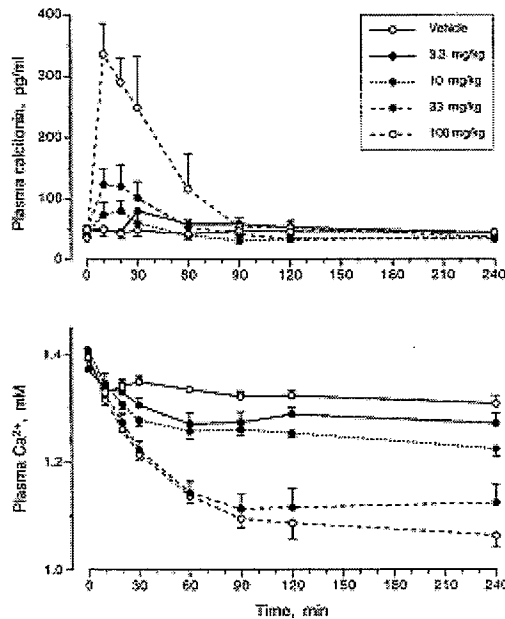 Plasma calcitonin, pg/ml
400
300
200
100
0
Vehicle
3.3 mg/kg
10 mg/kg
33 mg/kg
100 mg/kg
0 30 60 90 120 150 180 210 240
Plasma Ca²⁺, mM
1.4
1.2
1.0
0 30 60 90 120 150 180 210 240
Time, min